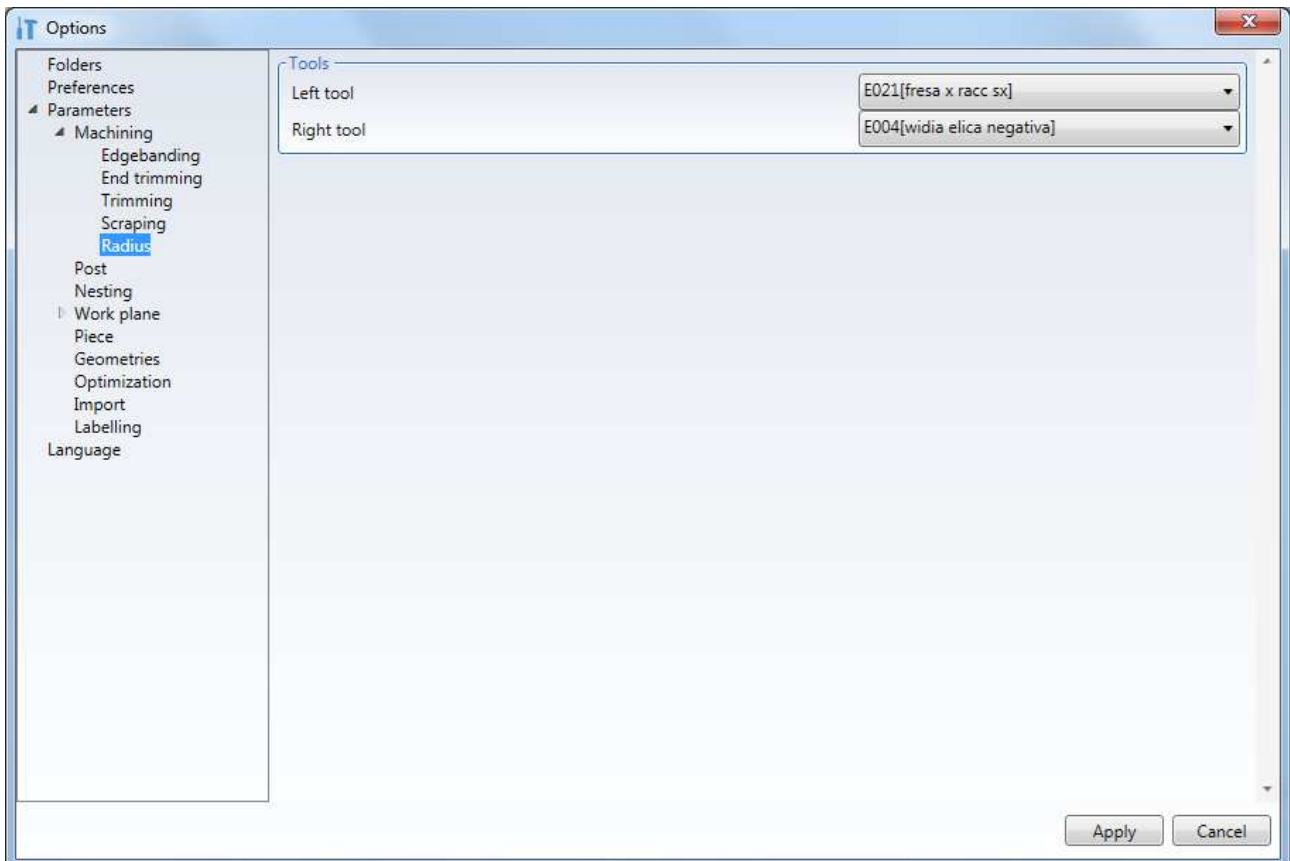 Options
Folders
Preferences
Parameters
Machining
Edgebanding
End trimming
Trimming
Scraping
Radius
Post
Nesting
Work plane
Piece
Geometries
Optimization
Import
Labelling
Language
Tools
Left tool E021[fresa x racc sx]
Right tool E004[widia elica negativa]
Apply Cancel